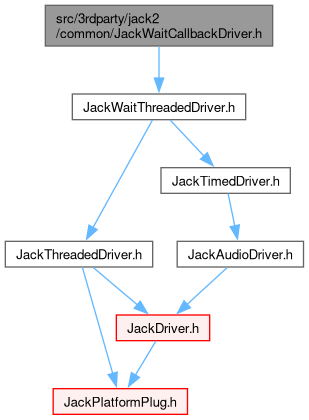 src/3rdparty/jack2
/common/JackWaitCallbackDriver.h
JackWaitThreadedDriver.h
JackTimedDriver.h
JackThreadedDriver.h
JackAudioDriver.h
JackDriver.h
JackPlatformPlug.h